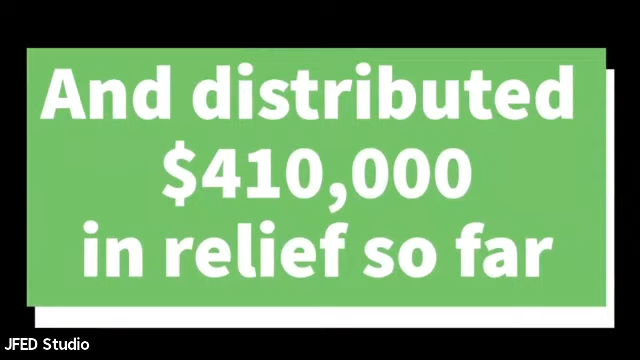 And distributed
$410,000
in relief so far
JFED Studio